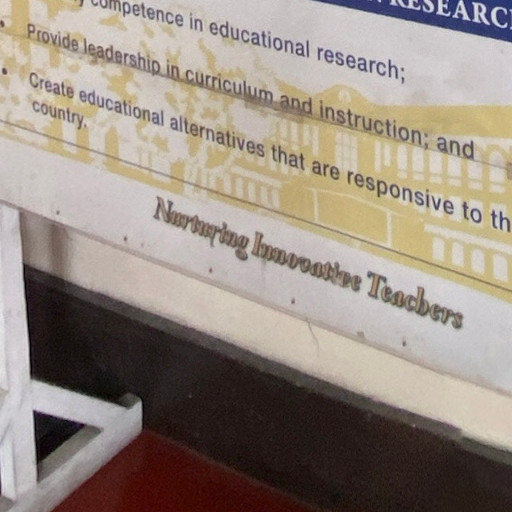 RESEARC
competence in educational research;
• Provide leadership in curriculum and instruction; and
• Create educational alternatives that are responsive to th
country.
Nurturing Innovative Teachers